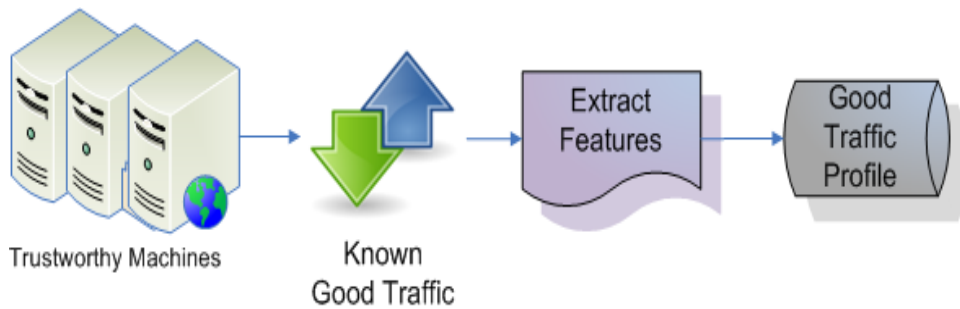 Trustworthy Machines
Known
Good Traffic
Extract
Features
Good
Traffic
Profile